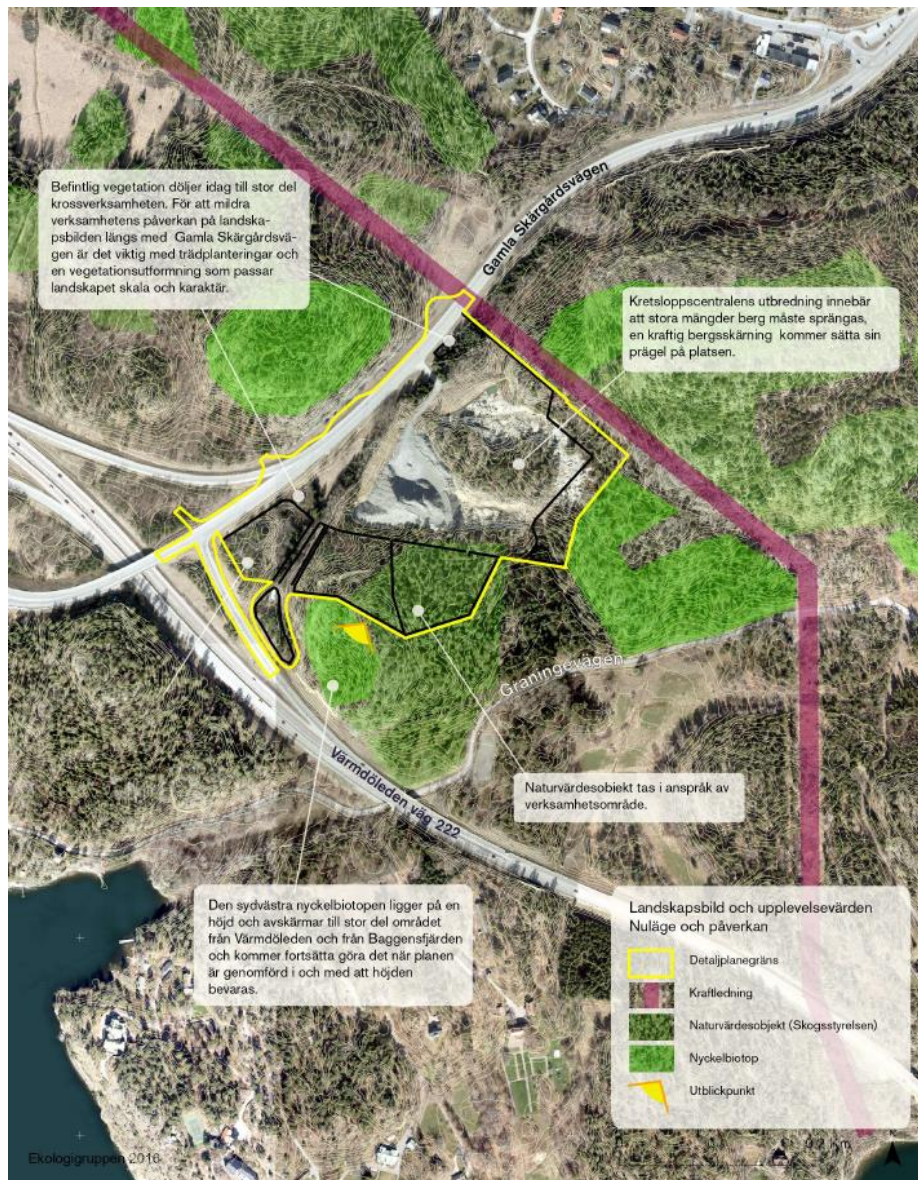 Befintlig vegetation döljer idag till stor del
krossverksamheten. För att mildra
verksamhetens påverkan på landska-
psbilden längs med Gamla Skärgårdsvä-
gen är det viktig med trädplanteringar och
en vegetationsutformning som passar
landskapet skala och karaktär.
Gamla Skärgårdsvägen
Kretsloppscentralens utbredning innebär
att stora mängder berg måste sprängas,
en kraftig bergsskärning kommer sätta sin
prägel på platsen.
Graningevägen
Värmdöleden väg 222
Naturvärdesobjekt tas i anspråk av
verksamhetsområde.
Den sydvästra nyckelbiotopen ligger på en
höjd och avskärmar till stor del området
från Värmdöleden och från Baggensfjärden
och kommer fortsätta göra det när planen
är genomförd i och med att höjden
bevaras.
Landskapsbild och upplevelsevärden
Nuläge och påverkan
Detaljplanegräns
Kraftledning
Naturvärdesobjekt (Skogsstyrelsen)
Nyckelbiotop
Utblickpunkt
Ekologigruppen 2016